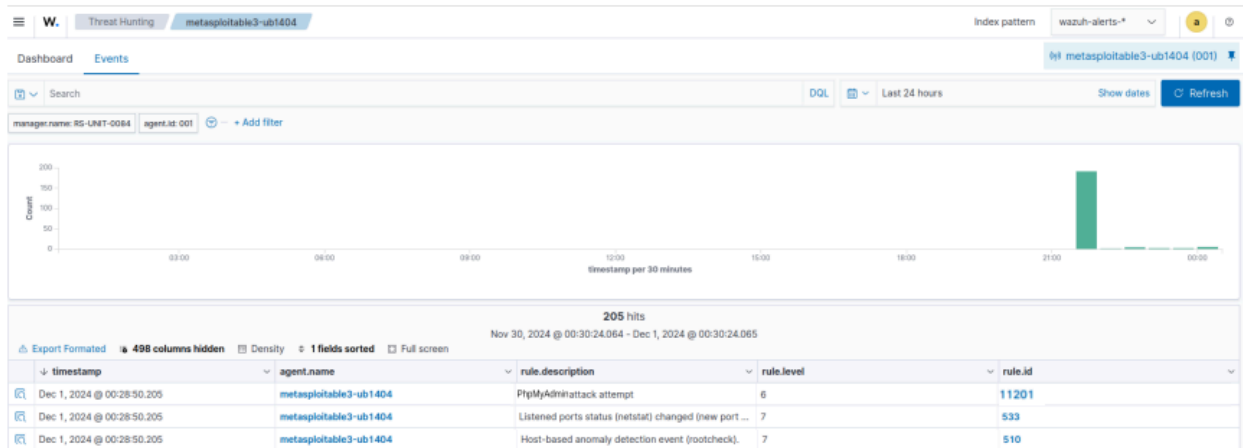 W. Threat Hunting metasploitable3-ub1404 Index pattern wazuh-alerts-* a
Dashboard Events metasploitable3-ub1404 (001)
Search DQL Last 24 hours Show dates Refresh
manager.name: RS-UNIT-0084 agent.id: 001 + Add filter
200
150
100
50
0
Count
03:00 06:00 09:00 12:00 15:00 18:00 21:00 00:00
timestamp per 30 minutes
205 hits
Nov 30, 2024 @ 00:30:24.064 - Dec 1, 2024 @ 00:30:24.065
Export Formated 498 columns hidden Density 1 fields sorted Full screen
timestamp agent.name rule.description rule.level rule.id
Dec 1, 2024 @ 00:28:50.205 metasploitable3-ub1404 PhpMyAdminattack attempt 6 11201
Dec 1, 2024 @ 00:28:50.205 metasploitable3-ub1404 Listened ports status (netstat) changed (new port ... 7 533
Dec 1, 2024 @ 00:28:50.205 metasploitable3-ub1404 Host-based anomaly detection event (rootcheck). 7 510